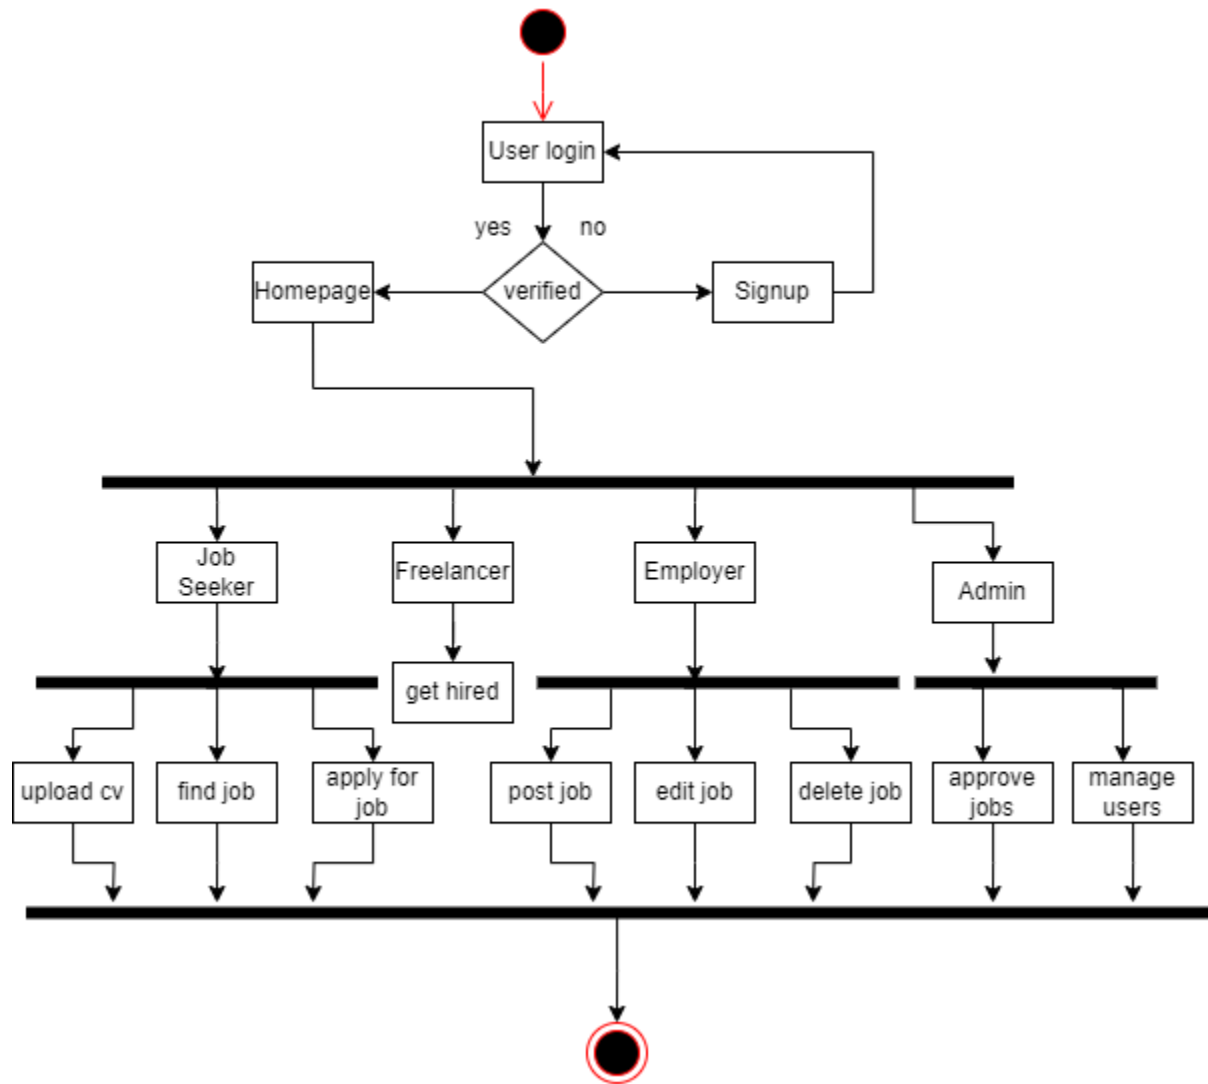 User login
yes
no
Homepage
verified
Signup
Job
Seeker
Freelancer
Employer
Admin
get hired
upload cv
find job
apply for
job
post job
edit job
delete job
approve
jobs
manage
users